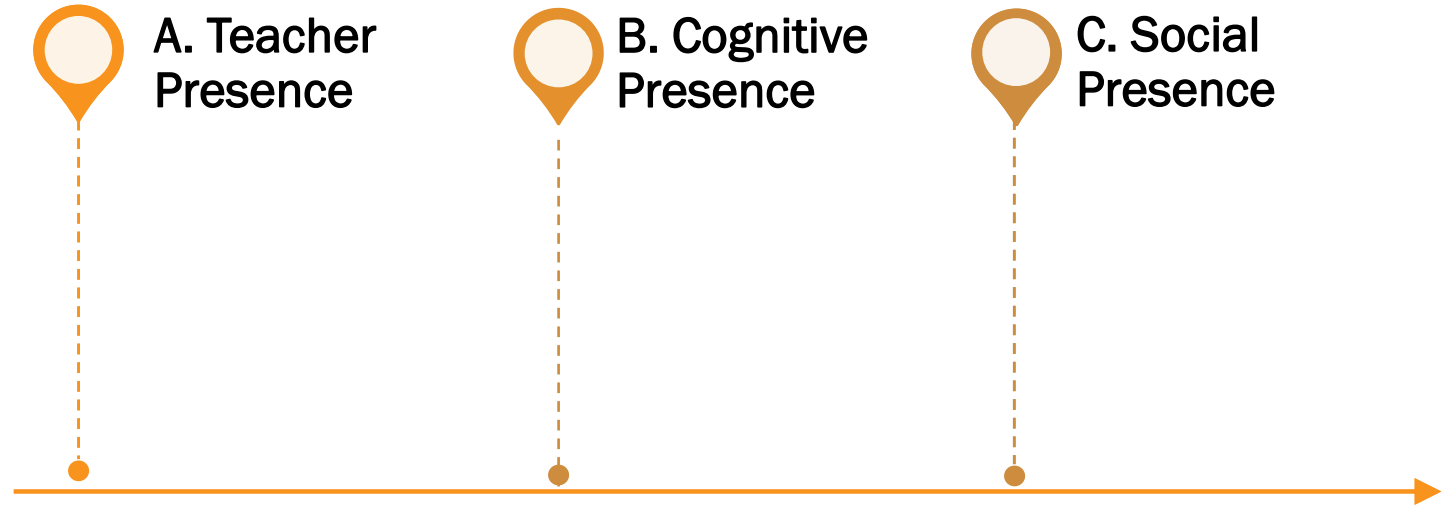 A. Teacher
Presence
B. Cognitive
Presence
C. Social
Presence